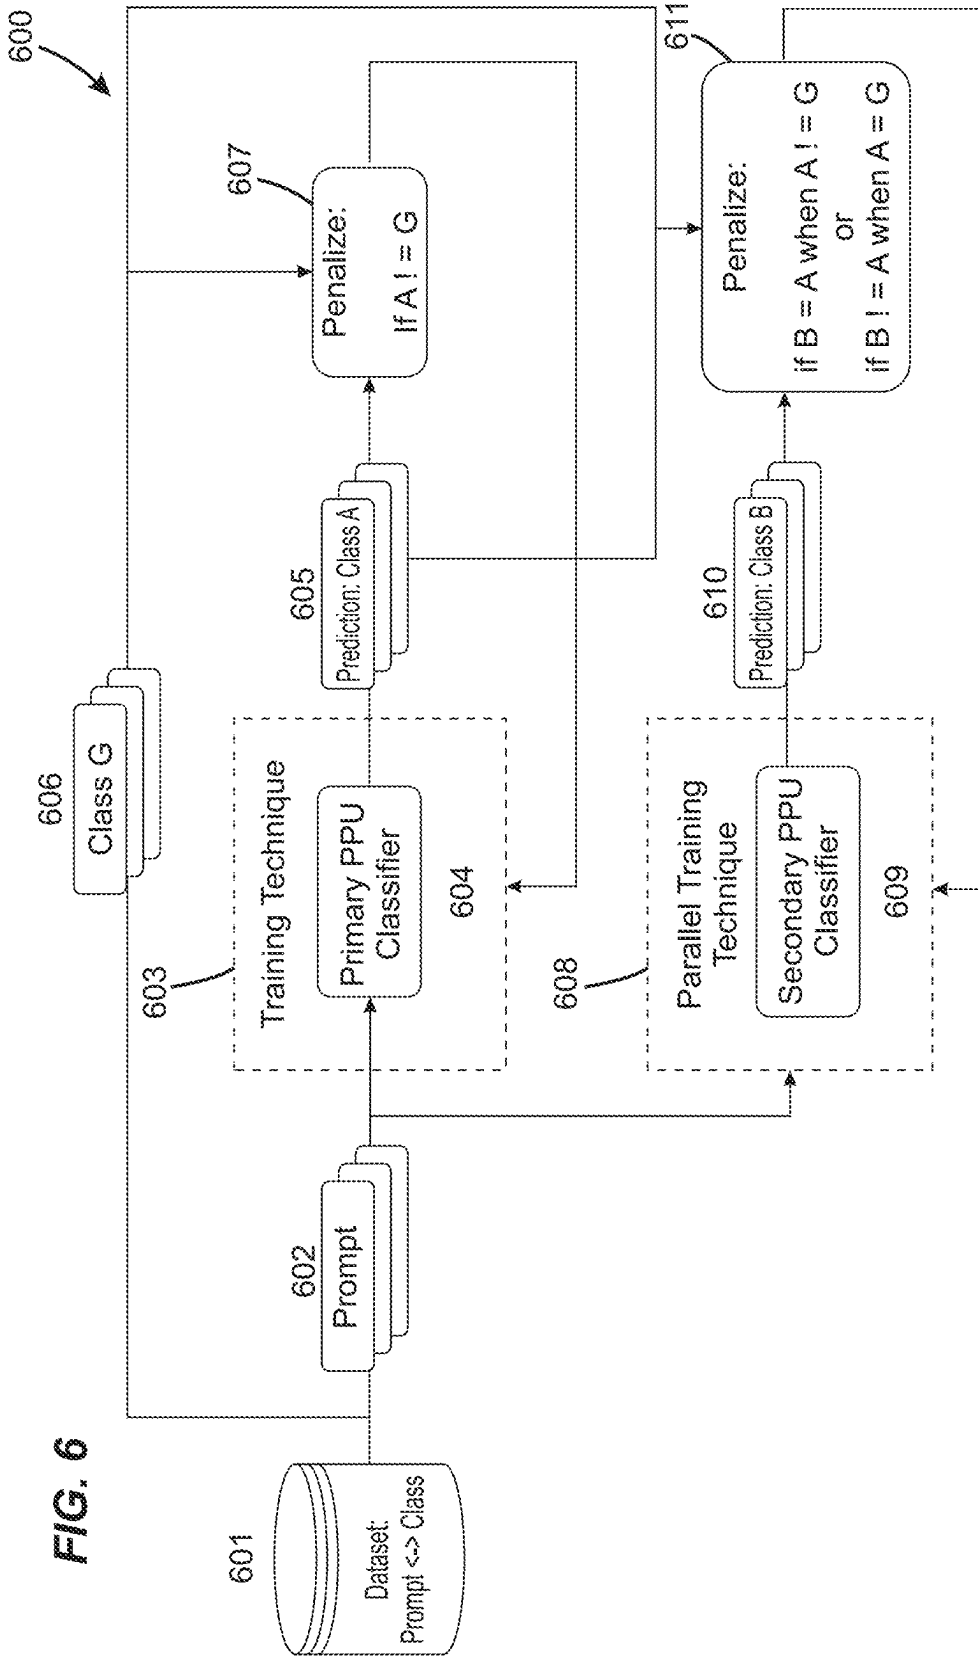 FIG. 6
600
601
Dataset:
Prompt <-> Class
602
Prompt
606
Class G
603
Training Technique
Primary PPU
Classifier
604
605
Prediction: Class A
607
Penalize:
If A ! = G
608
Parallel Training
Technique
Secondary PPU
Classifier
609
610
Prediction: Class B
611
Penalize:
if B = A when A ! = G
or
if B ! = A when A = G